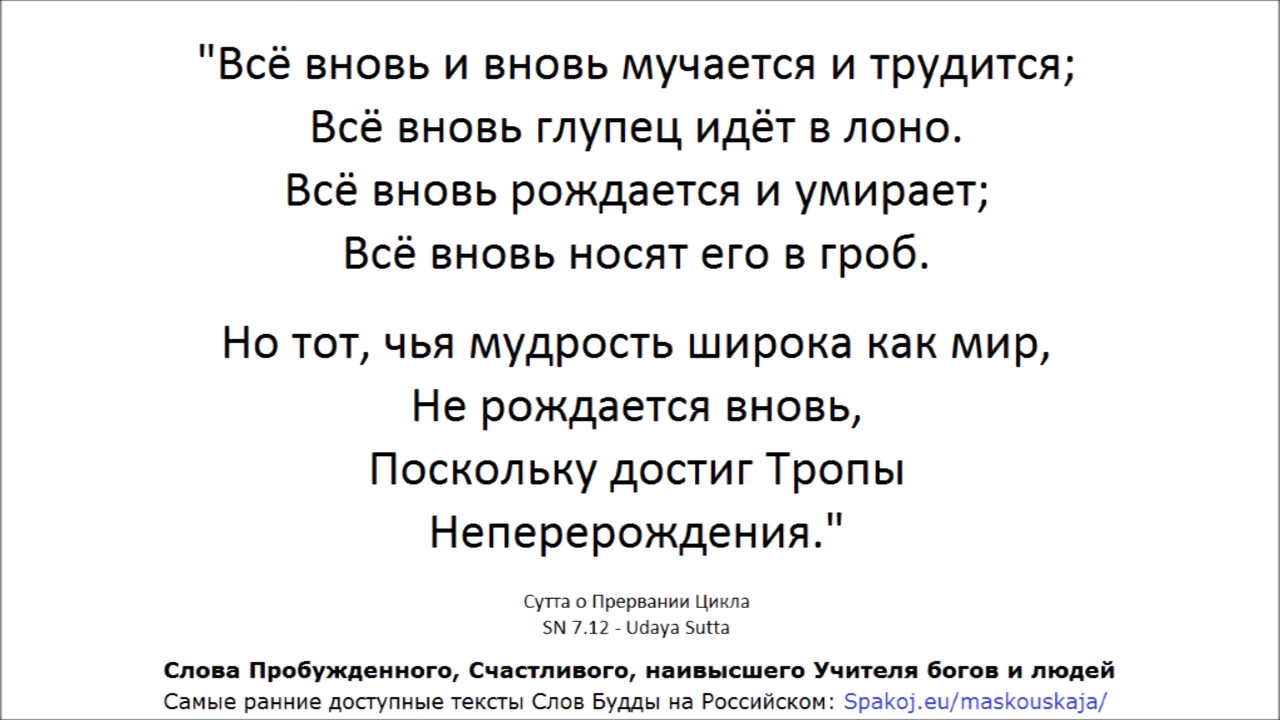 "Всё вновь и вновь мучается и трудится;
Всё вновь глупец идёт в лоно.
Всё вновь рождается и умирает;
Всё вновь носят его в гроб.
Но тот, чья мудрость широка как мир,
Не рождается вновь,
Поскольку достиг Тропы
Неперерождения."
Сутта о Прервании Цикла
SN 7.12 - Udaya Sutta
Слова Пробужденного, Счастливого, наивысшего Учителя богов и людей
Самые ранние доступные тексты Слов Будды на Российском: Spakoj.eu/maskouskaja/